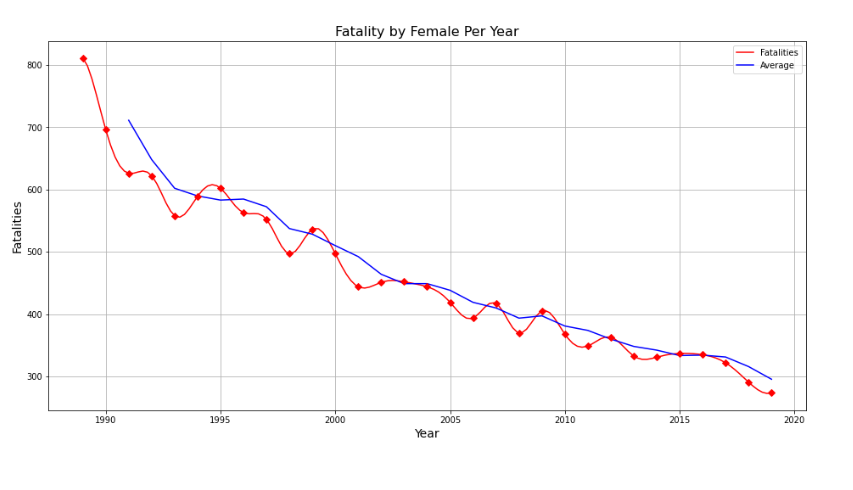 Fatality by Female Per Year
Fatalities
Average
Fatalities
800
700
600
500
400
300
1990 1995 2000 2005 2010 2015 2020
Year